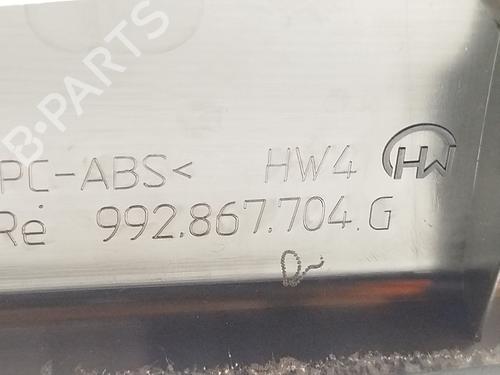 B-PARTS
PC-ABS< HW4 HW
Re 992.867.704.G